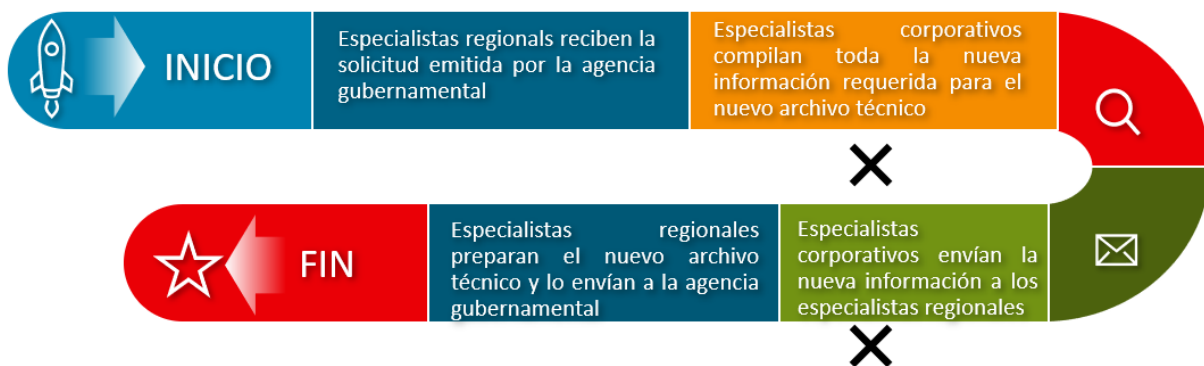 INICIO
Especialistas regionals reciben la
solicitud emitida por la agencia
gubernamental
Especialistas corporativos
compilan toda la nueva
información requerida para el
nuevo archivo técnico
FIN
Especialistas regionales
preparan el nuevo archivo
técnico y lo envían a la agencia
gubernamental
Especialistas
corporativos envían la
nueva información a los
especialistas regionales